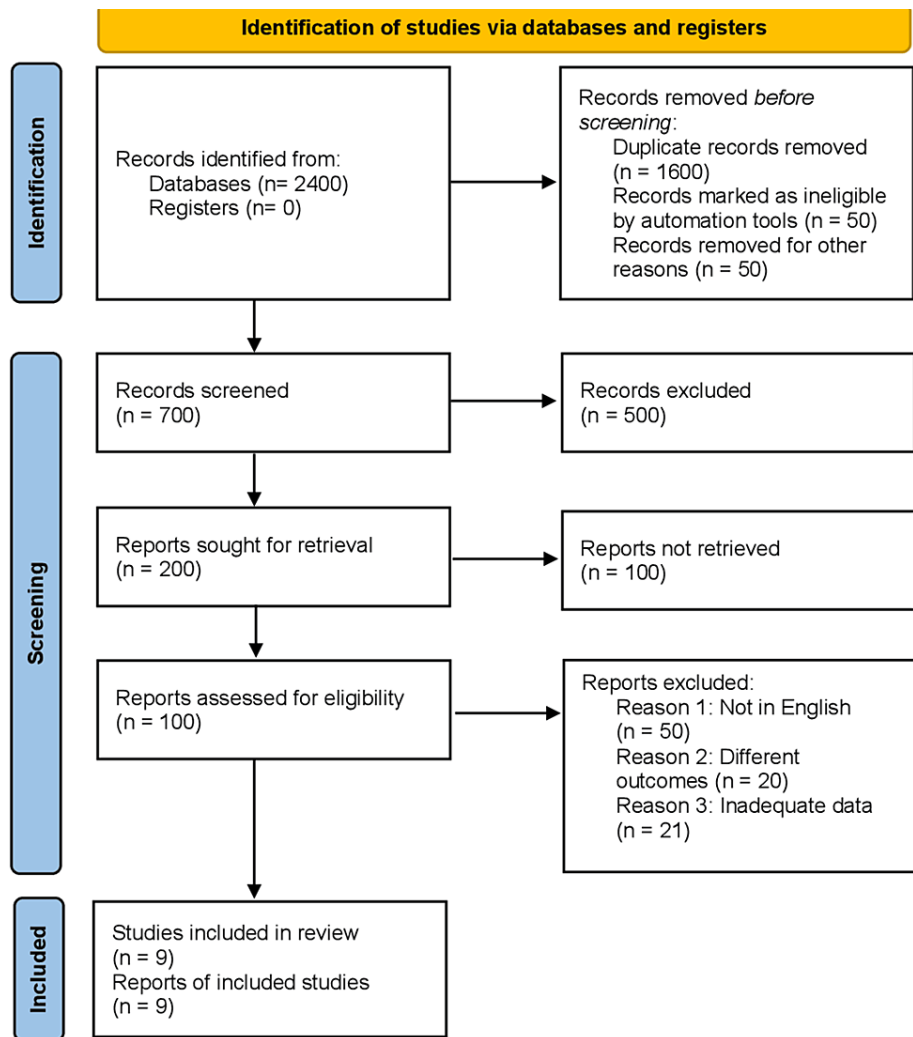 Identification of studies via databases and registers
Identification
Records identified from:
Databases (n= 2400)
Registers (n= 0)
Records removed before
screening:
Duplicate records removed
(n = 1600)
Records marked as ineligible
by automation tools (n = 50)
Records removed for other
reasons (n = 50)
Screening
Records screened
(n = 700)
Records excluded
(n = 500)
Reports sought for retrieval
(n = 200)
Reports not retrieved
(n = 100)
Reports assessed for eligibility
(n = 100)
Reports excluded:
Reason 1: Not in English
(n = 50)
Reason 2: Different
outcomes (n = 20)
Reason 3: Inadequate data
(n = 21)
Included
Studies included in review
(n = 9)
Reports of included studies
(n = 9)